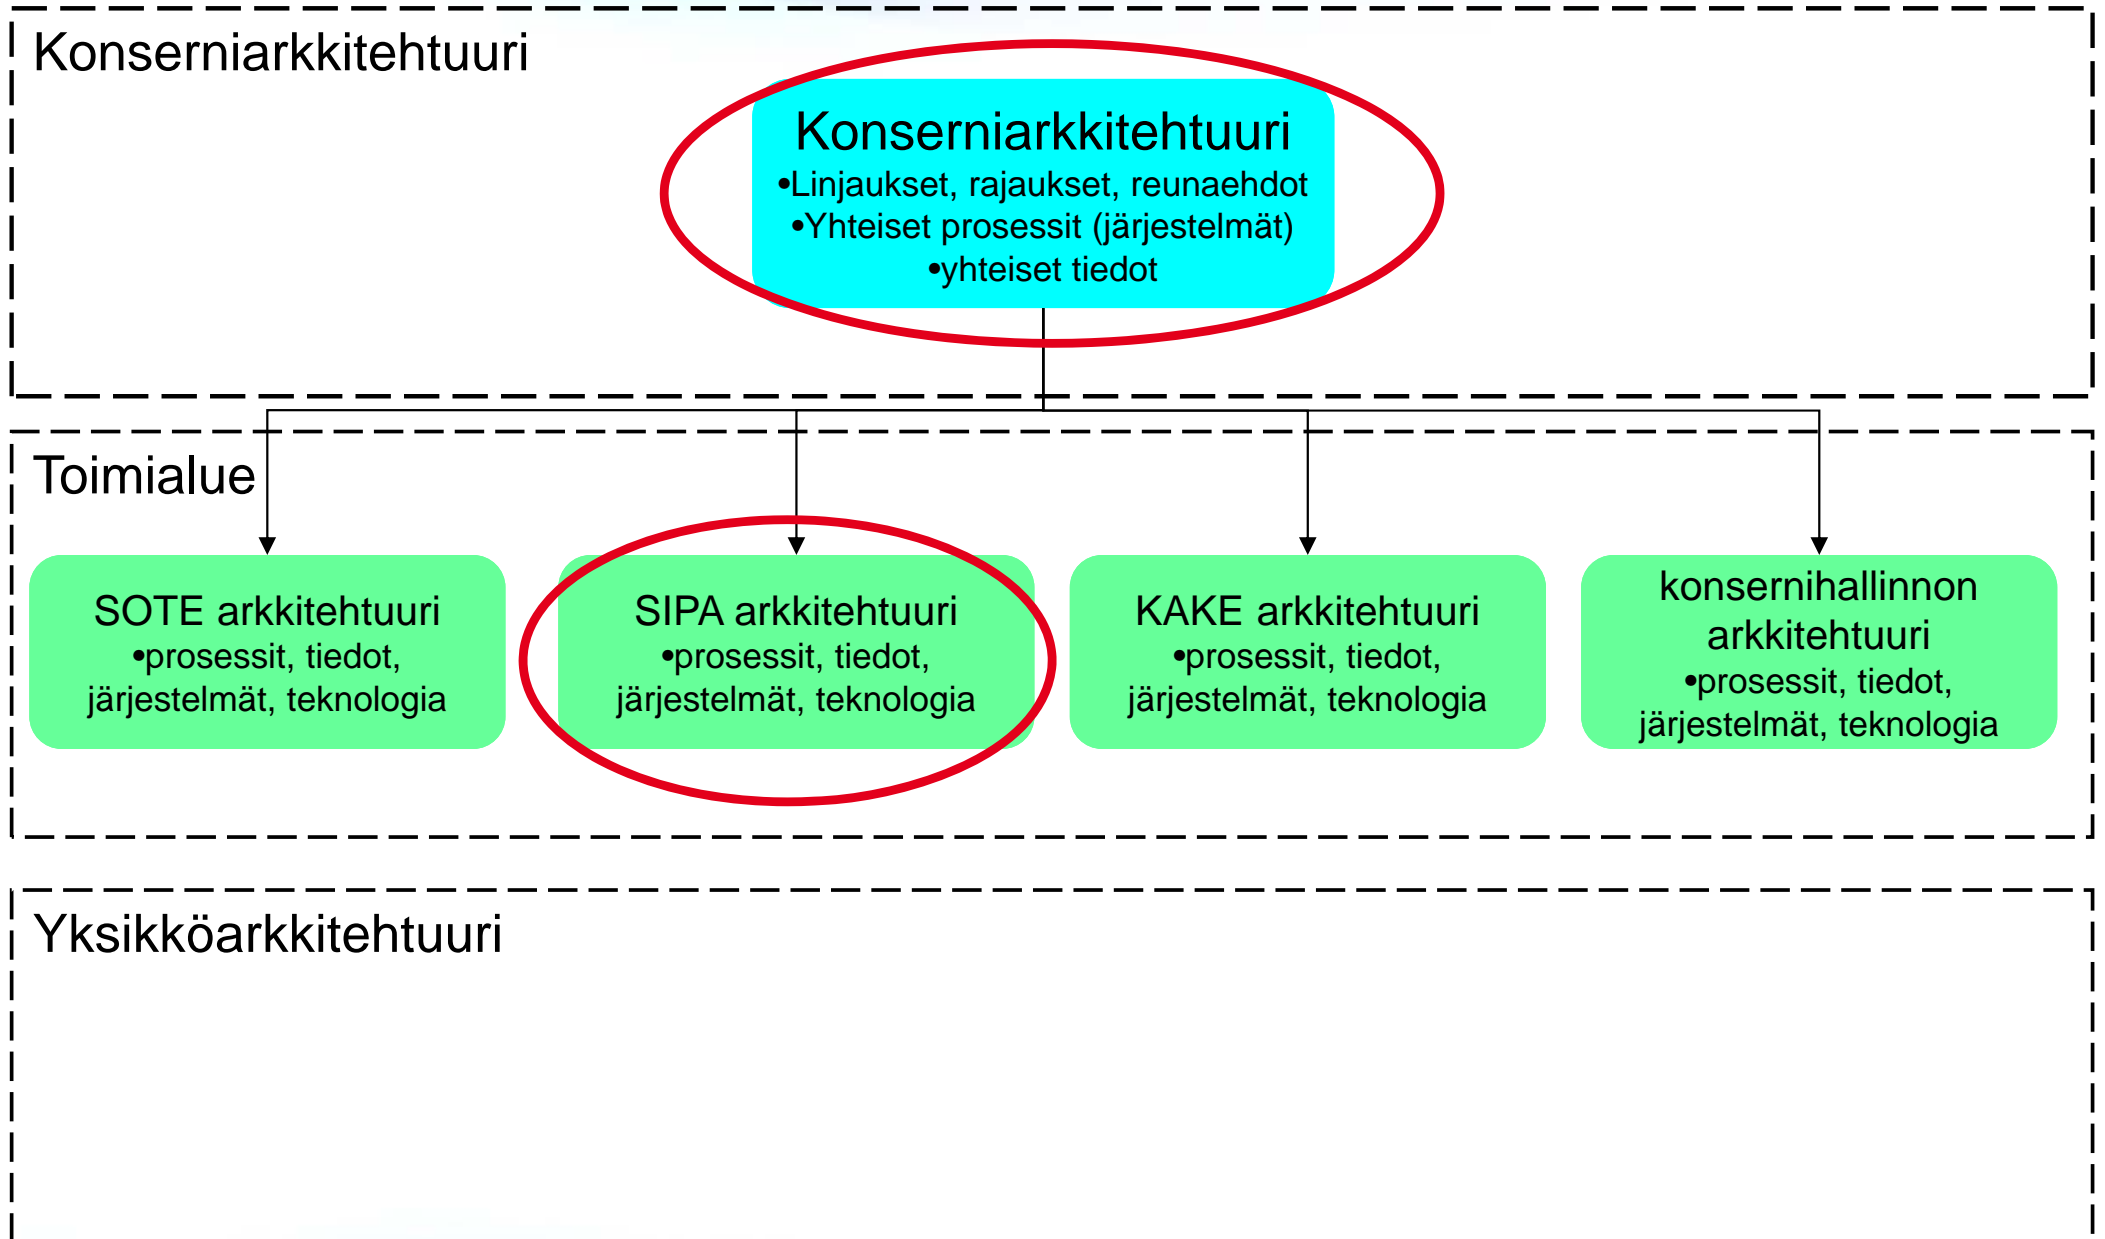 Konserniarkkitehtuuri
Konserniarkkitehtuuri
•Linjaukset, rajaukset, reunaehdot
•Yhteiset prosessit (järjestelmät)
•yhteiset tiedot
Toimialue
SOTE arkkitehtuuri
•prosessit, tiedot,
järjestelmät, teknologia
SIPA arkkitehtuuri
•prosessit, tiedot,
järjestelmät, teknologia
KAKE arkkitehtuuri
•prosessit, tiedot,
järjestelmät, teknologia
konsernihallinnon
arkkitehtuuri
•prosessit, tiedot,
järjestelmät, teknologia
Yksikköarkkitehtuuri